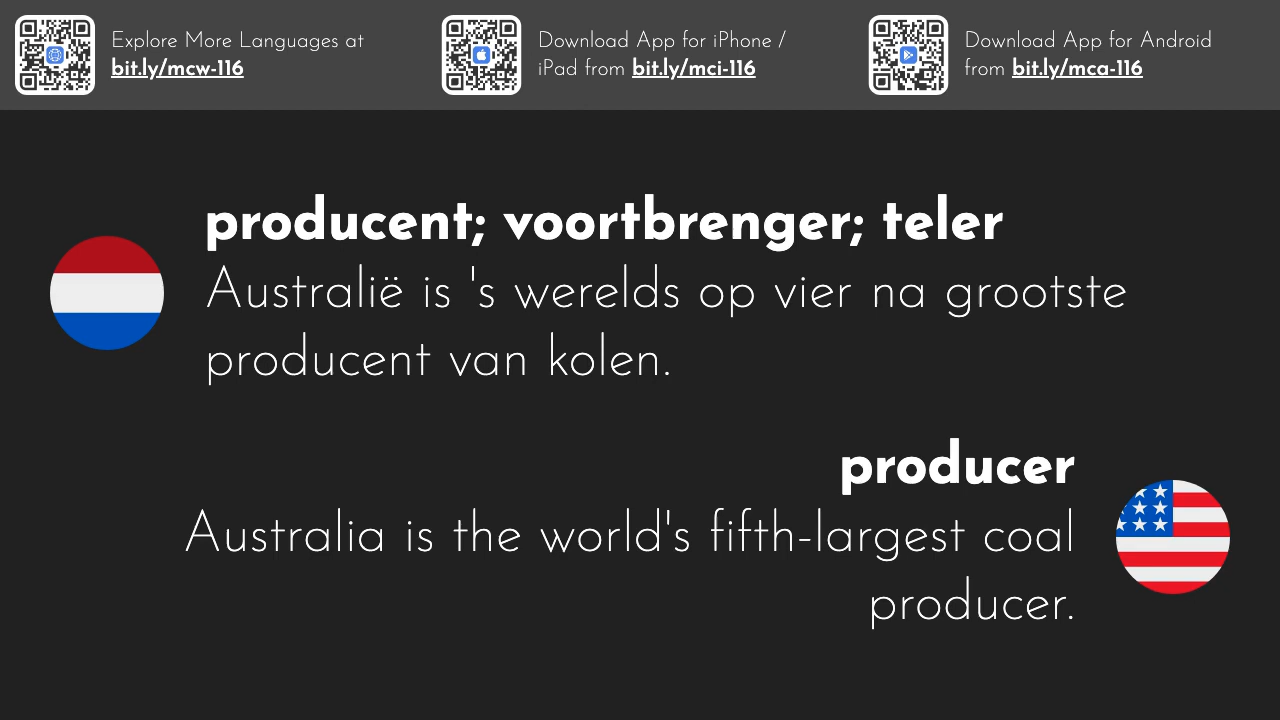 Explore More Languages at
bit.ly/mcw-116
Download App for iPhone /
iPad from bit.ly/mci-116
Download App for Android
from bit.ly/mca-116
producent; voortbrenger; teler
Australië is 's werelds op vier na grootste
producent van kolen.
producer
Australia is the world's fifth-largest coal
producer.